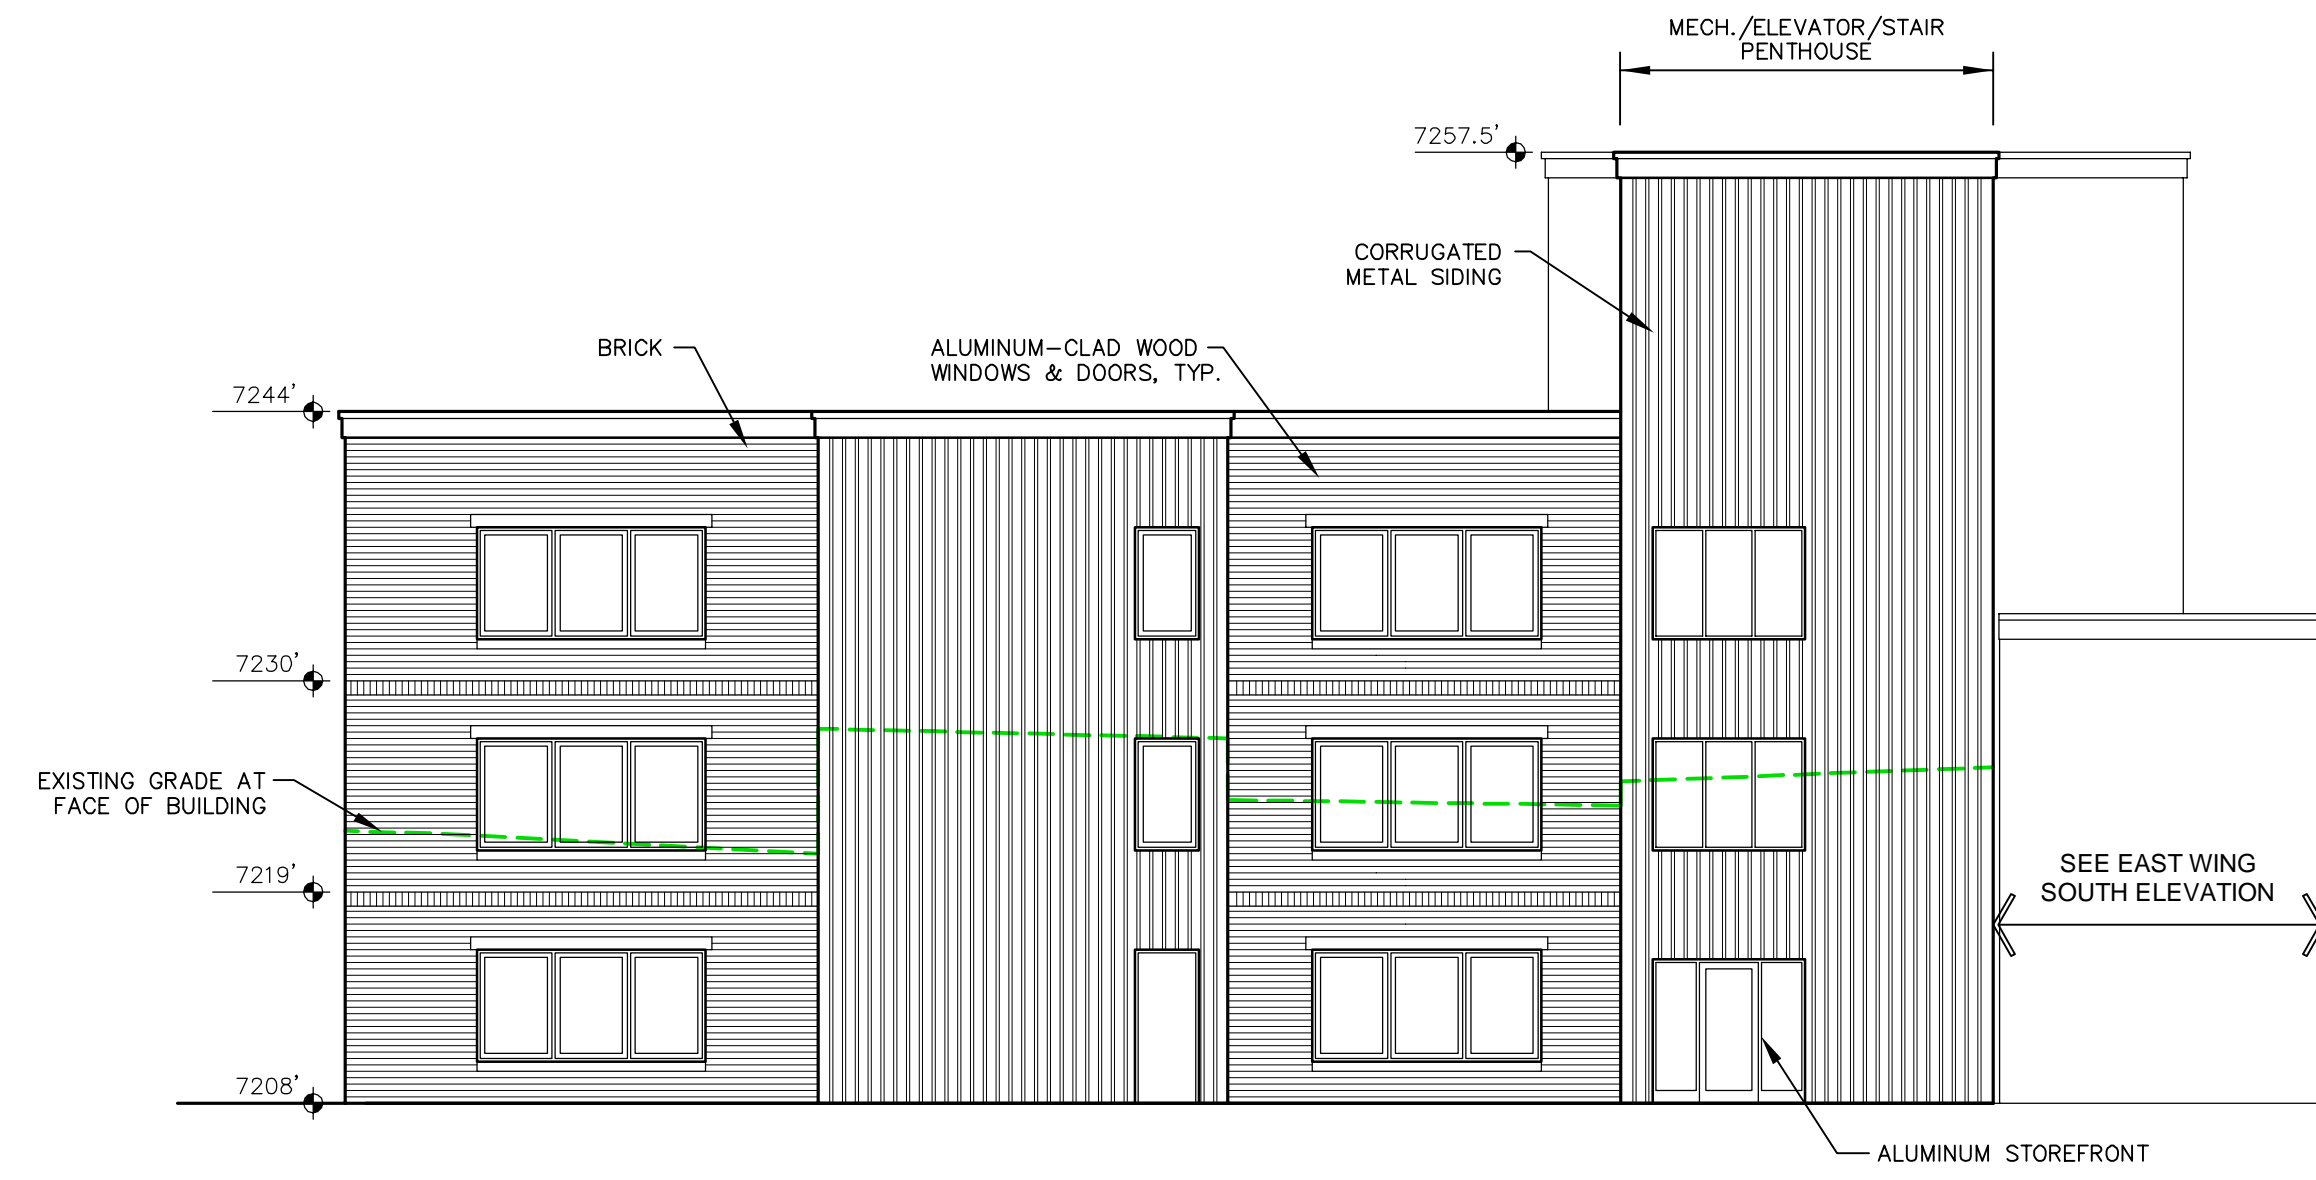 MECH./ELEVATOR/STAIR
PENTHOUSE
7257.5'
CORRUGATED
METAL SIDING
BRICK
ALUMINUM-CLAD WOOD
WINDOWS & DOORS, TYP.
7244'
7230'
EXISTING GRADE AT
FACE OF BUILDING
7219'
SEE EAST WING
SOUTH ELEVATION
7208'
ALUMINUM STOREFRONT